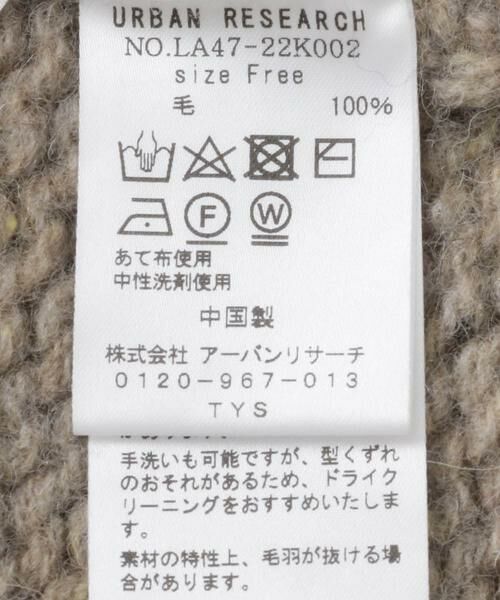 URBAN RESEARCH
NO.LA47-22K002
size Free
毛 100%
F W
あて布使用
中性洗剤使用
中国製
株式会社 アーバンリサーチ
0120-967-013
TYS
手洗いも可能ですが、型くずれ
のおそれがあるため、ドライク
リーニングをおすすめいたしま
す。
素材の特性上、毛羽が抜ける場
合があります。